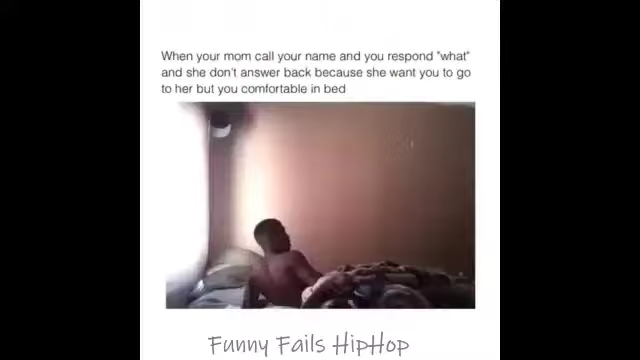 When your mom call your name and you respond "what"
and she don't answer back because she want you to go
to her but you comfortable in bed
Funny Fails HipHop